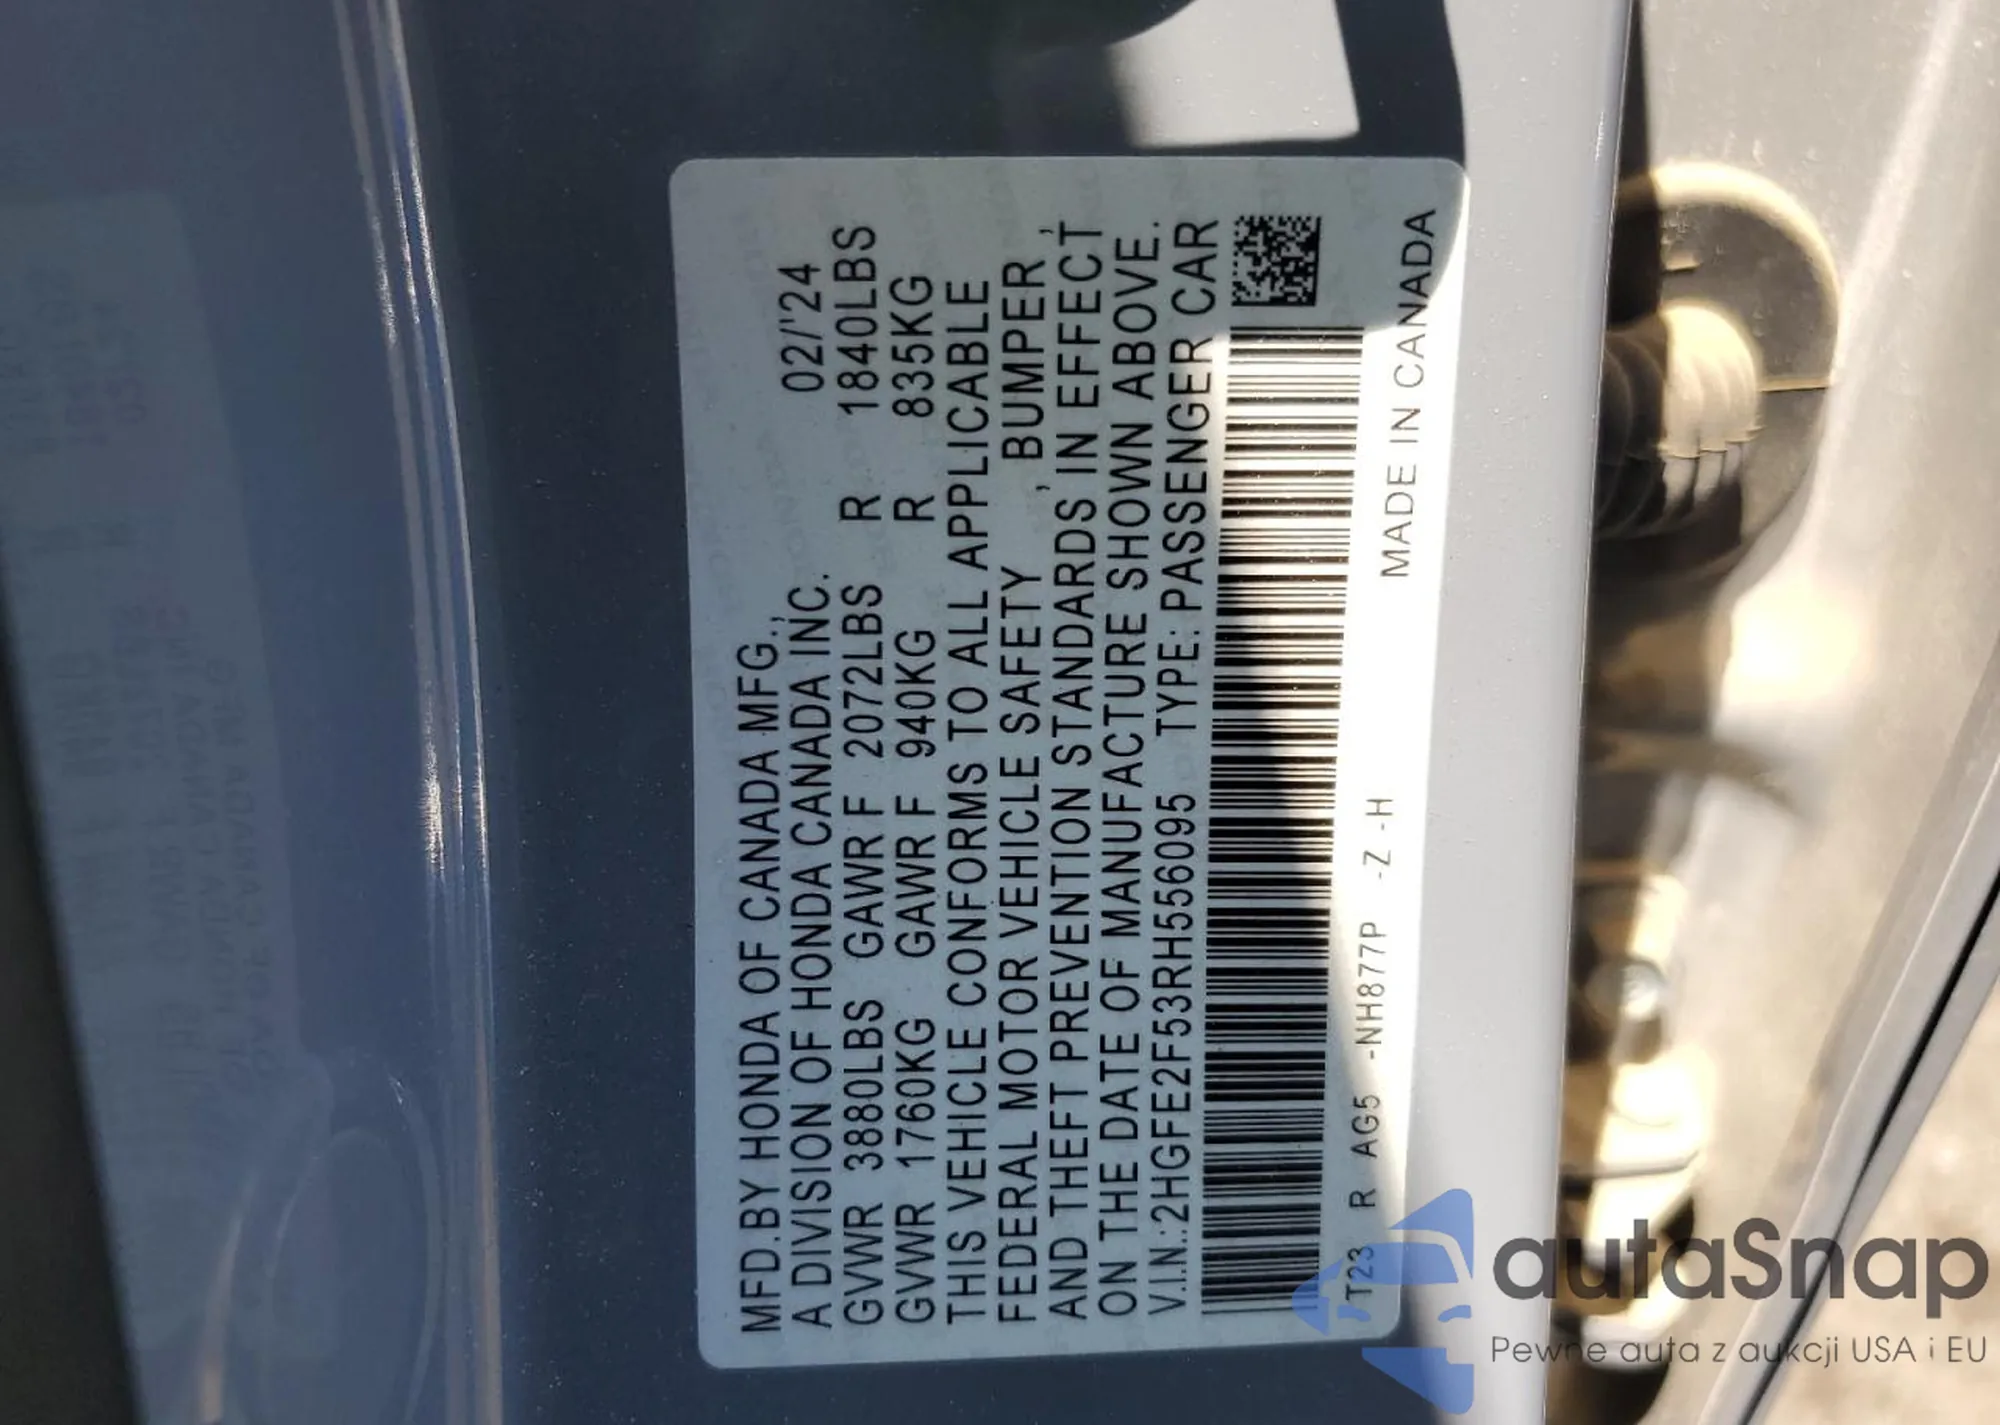 MFD.BY HONDA OF CANADA MFG., 02/'24
A DIVISION OF HONDA CANADA INC.
GVWR 3880LBS GAWR F 2072LBS R 1840LBS
GVWR 1760KG GAWR F 940KG R 835KG
THIS VEHICLE CONFORMS TO ALL APPLICABLE
FEDERAL MOTOR VEHICLE SAFETY , BUMPER,
AND THEFT PREVENTION STANDARDS IN EFFECT
ON THE DATE OF MANUFACTURE SHOWN ABOVE.
V.I.N.:2HGFE2F53RH556095 TYPE: PASSENGER CAR
T23 R AG5 -NH877P -Z -H MADE IN CANADA
autaSnap
Pewne auta z aukcji USA i EU